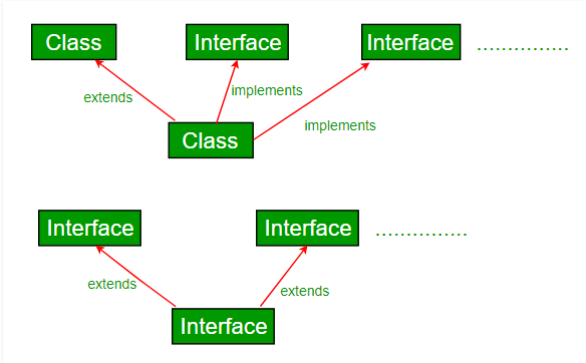 Class
Interface
Interface
...............
extends
implements
implements
Class
Interface
Interface
...............
extends
extends
Interface